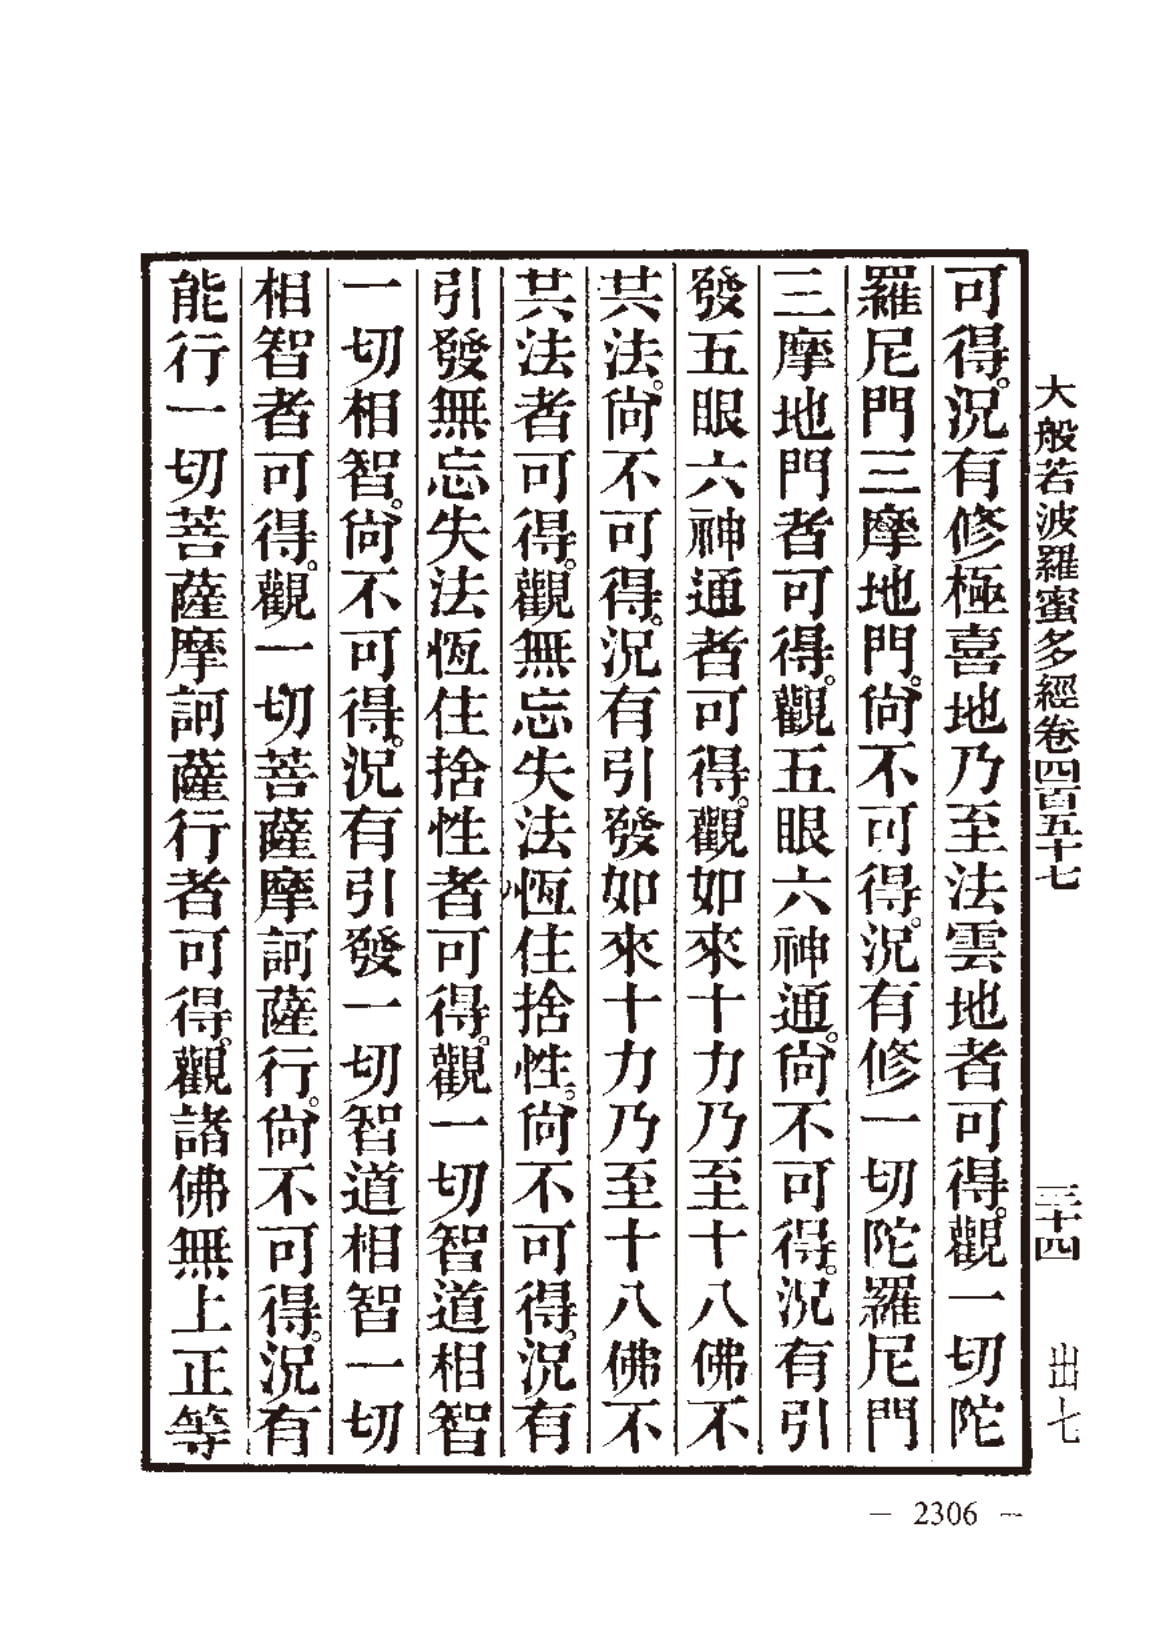 大般若波羅蜜多經卷四百五十七 三十四 出七
可得。況有修極喜地乃至法雲地者可得。觀一切陀
羅尼門三摩地門。尚不可得。況有修一切陀羅尼門
三摩地門者可得。觀五眼六神通。尚不可得。況有引
發五眼六神通者可得。觀如來十力乃至十八佛不
共法。尚不可得。況有引發如來十力乃至十八佛不
共法者可得。觀無忘失法恆住捨性。尚不可得。況有
引發無忘失法恆住捨性者可得。觀一切智道相智
一切相智。尚不可得。況有引發一切智道相智一切
相智者可得。觀一切菩薩摩訶薩行。尚不可得。況有
能行一切菩薩摩訶薩行者可得。觀諸佛無上正等
— 2306 —